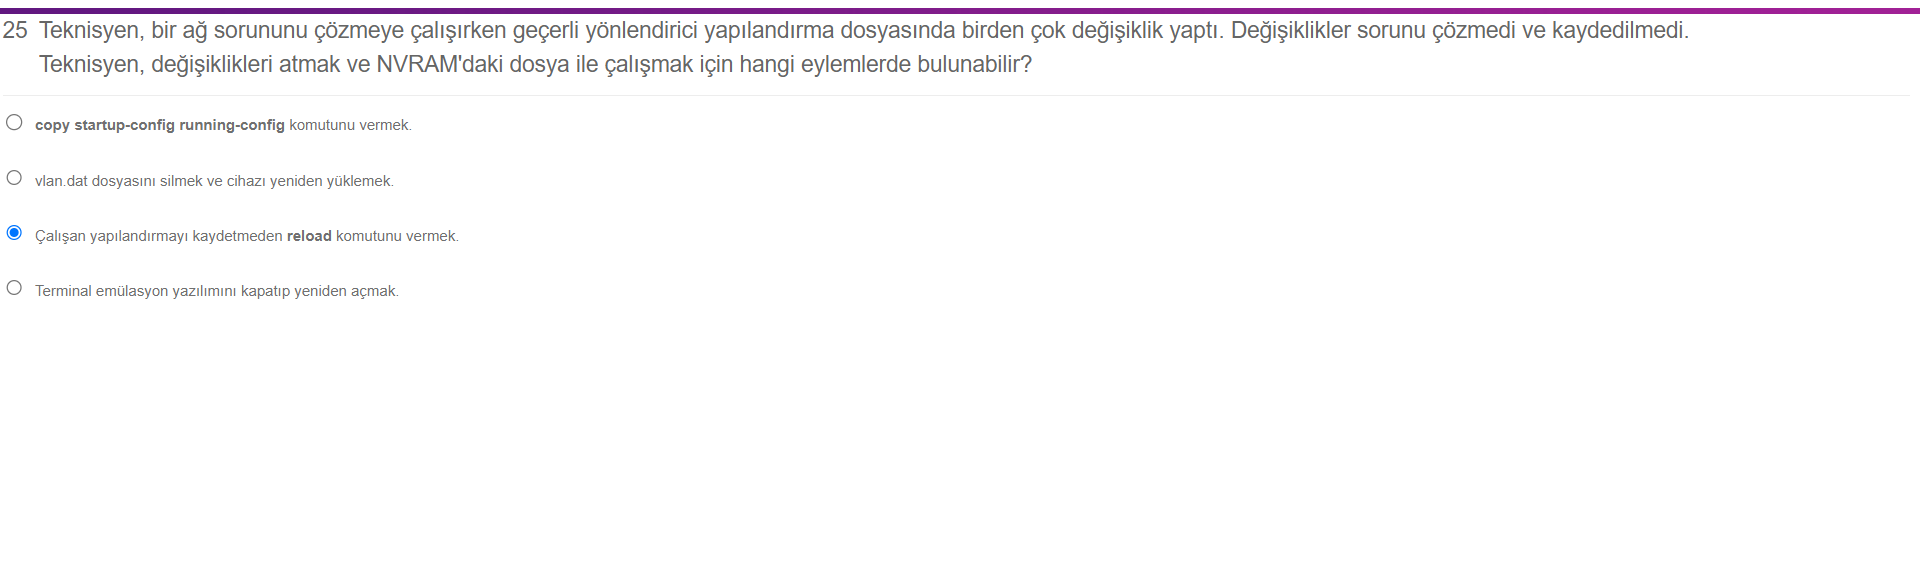 25 Teknisyen, bir ağ sorununu çözmeye çalışırken geçerli yönlendirici yapılandırma dosyasında birden çok değişiklik yaptı. Değişiklikler sorunu çözmedi ve kaydedilmedi.
Teknisyen, değişiklikleri atmak ve NVRAM'daki dosya ile çalışmak için hangi eylemlerde bulunabilir?
copy startup-config running-config komutunu vermek.
vlan.dat dosyasını silmek ve cihazı yeniden yüklemek.
Çalışan yapılandırmayı kaydetmeden reload komutunu vermek.
Terminal emülasyon yazılımını kapatıp yeniden açmak.